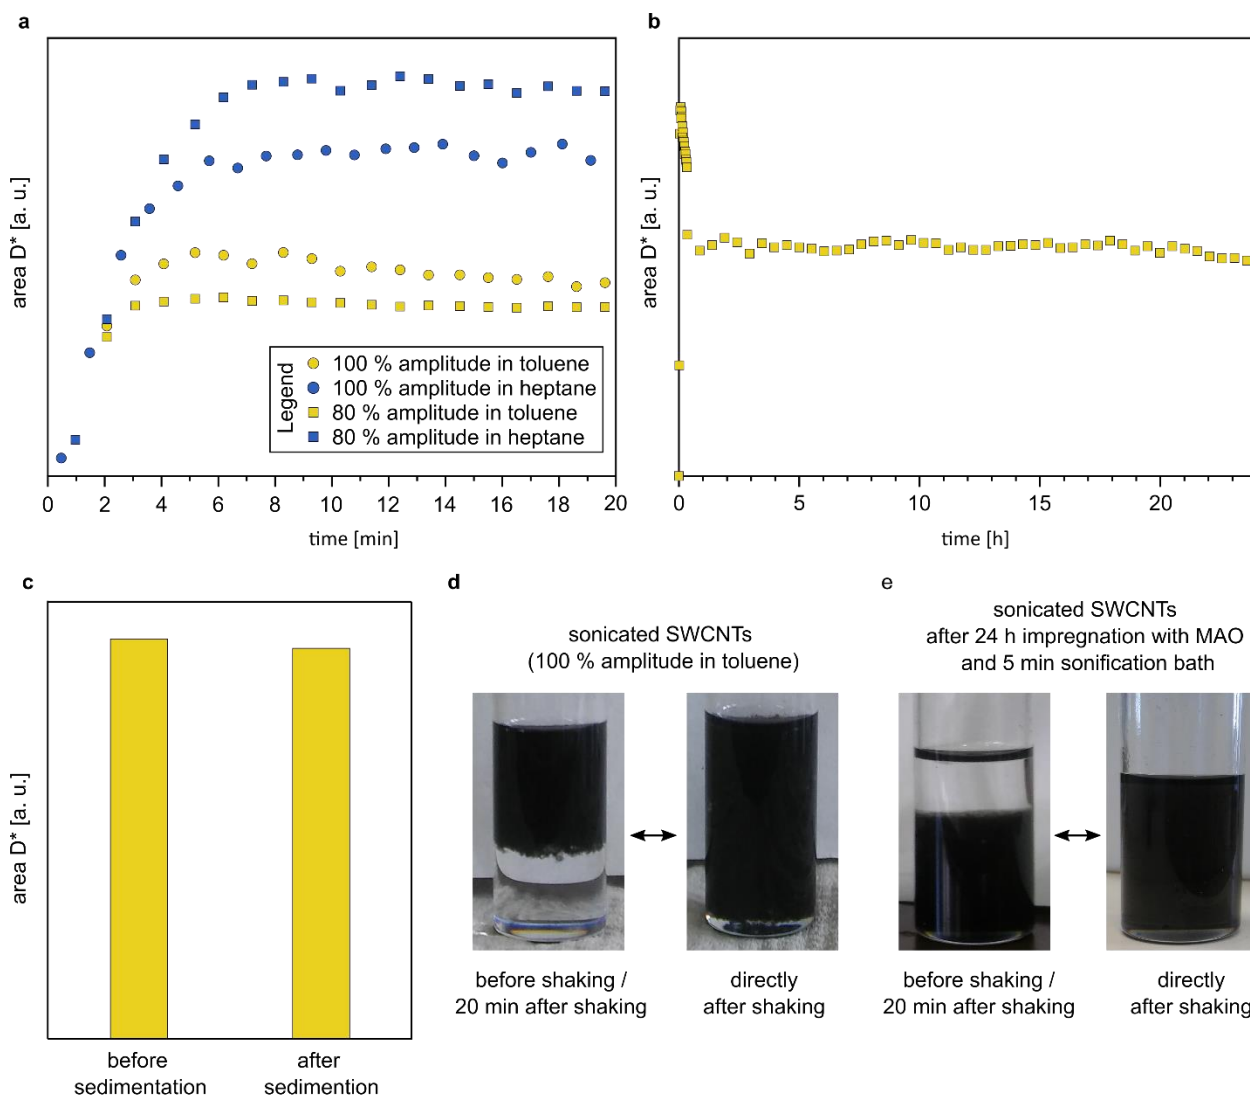 a
area D* [a. u.]
0 2 4 6 8 10 12 14 16 18 20
time [min]
Legend
100 % amplitude in toluene
100 % amplitude in heptane
80 % amplitude in toluene
80 % amplitude in heptane
b
area D* [a. u.]
0 5 10 15 20
time [h]
c
area D* [a. u.]
before
sedimentation
after
sedimention
d
sonicated SWCNTs
(100 % amplitude in toluene)
before shaking /
20 min after shaking
directly
after shaking
e
sonicated SWCNTs
after 24 h impregnation with MAO
and 5 min sonification bath
before shaking /
20 min after shaking
directly
after shaking